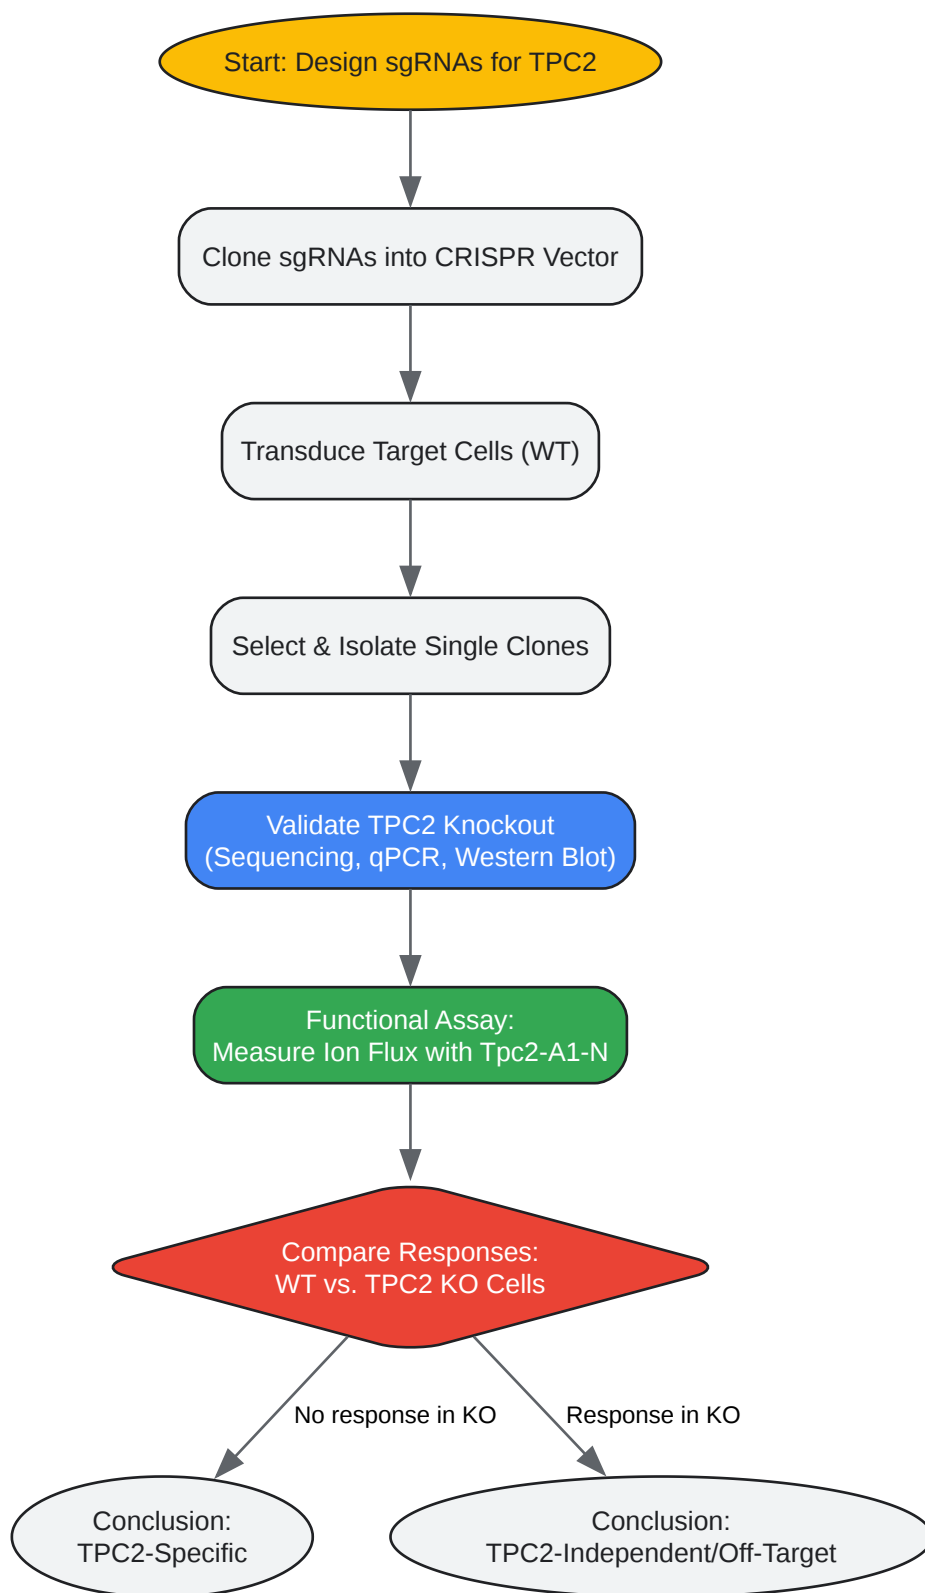 Start: Design sgRNAs for TPC2
Clone sgRNAs into CRISPR Vector
Transduce Target Cells (WT)
Select & Isolate Single Clones
Validate TPC2 Knockout
(Sequencing, qPCR, Western Blot)
Functional Assay:
Measure Ion Flux with Tpc2-A1-N
Compare Responses:
WT vs. TPC2 KO Cells
No response in KO
Response in KO
Conclusion:
TPC2-Specific
Conclusion:
TPC2-Independent/Off-Target